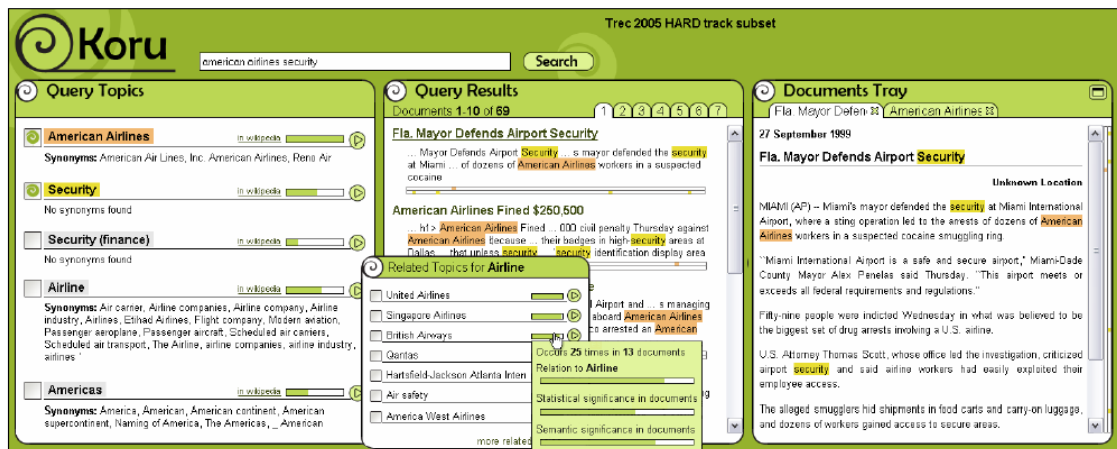 Trec 2005 HARD track subset
Koru
american airlines security
Search
Query Topics
American Airlines
in wikipedia
Synonyms: American Air Lines, Inc. American Airlines, Reno Air
Security
in wikipedia
No synonyms found
Security (finance)
in wikipedia
No synonyms found
Airline
in wikipedia
Synonyms: Air carrier, Airline companies, Airline company, Airline
industry, Airlines, Etihad Airlines, Flight company, Modern aviation,
Passenger aeroplane, Passenger aircraft, Scheduled air carriers,
Scheduled air transport, The Airline, airline companies, airline industry,
airlines '
Americas
in wikipedia
Synonyms: America, American, American continent, American
supercontinent, Naming of America, The Americas, _ American
Query Results
Documents 1-10 of 69
1 2 3 4 5 6 7
Fla. Mayor Defends Airport Security
... Mayor Defends Airport Security ... s mayor defended the security
at Miami ... of dozens of American Airlines workers in a suspected
cocaine
American Airlines Fined $250,500
... h1> American Airlines Fined ... 000 civil penalty Thursday against
American Airlines because ... their badges in high-security areas at
Dallas ... that unless security ... security identification display area
Airport and ... s managing
aboard American Airlines
co arrested an American
Related Topics for Airline
United Airlines
Singapore Airlines
British Airways
Qantas
Hartsfield-Jackson Atlanta Inten
Air safety
America West Airlines
more related
Occurs 25 times in 13 documents
Relation to Airline
Statistical significance in documents
Semantic significance in documents
Documents Tray
Fla. Mayor Defen
American Airlines
27 September 1999
Fla. Mayor Defends Airport Security
Unknown Location
MIAMI (AP) -- Miami's mayor defended the security at Miami International
Airport, where a sting operation led to the arrests of dozens of American
Airlines workers in a suspected cocaine smuggling ring.
``Miami International Airport is a safe and secure airport,'' Miami-Dade
County Mayor Alex Penelas said Thursday. ``This airport meets or
exceeds all federal requirements and regulations.''
Fifty-nine people were indicted Wednesday in what was believed to be
the biggest set of drug arrests involving a U.S. airline.
U.S. Attorney Thomas Scott, whose office led the investigation, criticized
airport security and said airline workers had easily exploited their
employee access.
The alleged smugglers hid shipments in food carts and carry-on luggage,
and dozens of workers gained access to secure areas.